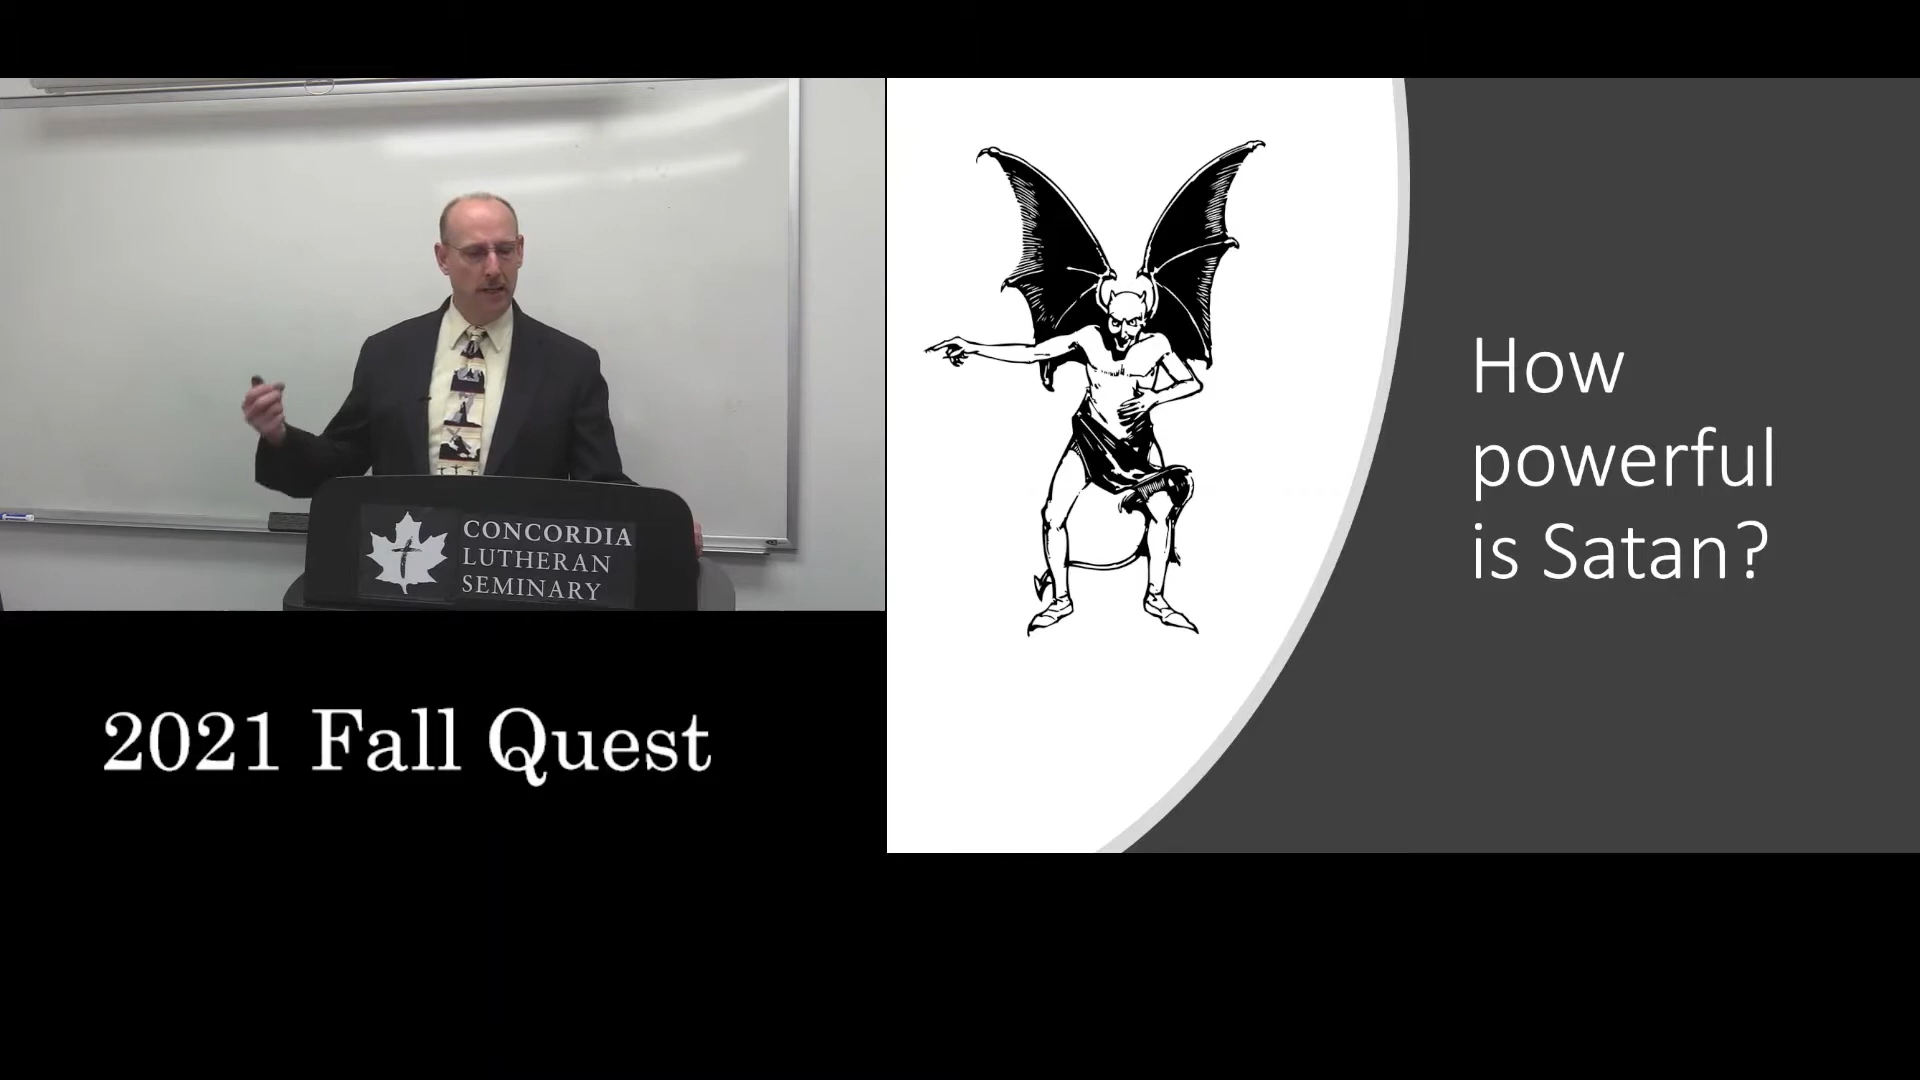 CONCORDIA
LUTHERAN
SEMINARY
2021 Fall Quest
How
powerful
is Satan?